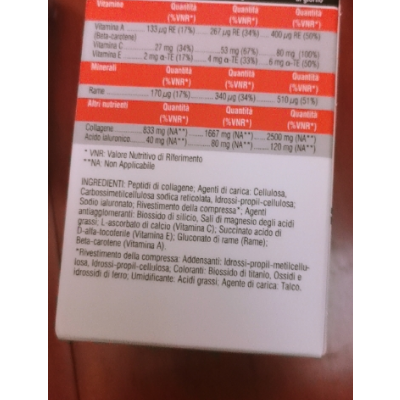 Vitamine Quantità Quantità Quantità
(%VNR*) (%VNR*) (%VNR*)
Vitamina A 133 µg RE (17%) 267 µg RE (34%) 400 µg RE (50%)
(Beta-carotene)
Vitamina C 27 mg (34%) 53 mg (67%) 80 mg (100%)
Vitamina E 2 mg α-TE (17%) 4 mg α-TE (33%) 6 mg α-TE (50%)
Minerali Quantità Quantità Quantità
(%VNR*) (%VNR*) (%VNR*)
Rame 170 µg (17%) 340 µg (34%) 510 µg (51%)
Altri nutrienti Quantità Quantità Quantità
(%VNR*) (%VNR*) (%VNR*)
Collagene 833 mg (NA**) 1667 mg (NA**) 2500 mg (NA**)
Acido ialuronico 40 mg (NA**) 80 mg (NA**) 120 mg (NA**)
* VNR: Valore Nutritivo di Riferimento
**NA: Non Applicabile
INGREDIENTI: Peptidi di collagene; Agenti di carica: Cellulosa,
Carbossimetilcellulosa sodica reticolata, Idrossi-propil-cellulosa;
Sodio ialuronato; Rivestimento della compressa*, Agenti
antiagglomeranti: Biossido di silicio, Sali di magnesio degli acidi
grassi; L-ascorbato di calcio (Vitamina C); Succinato acido di
D-alfa-tocoferile (Vitamina E); Gluconato di rame (Rame);
Beta-carotene (Vitamina A).
*Rivestimento della compressa: Addensanti: Idrossi-propil-metilcellu-
losa, Idrossi-propil-cellulosa; Coloranti: Biossido di titanio, Ossidi e
idrossidi di ferro; Umidificante: Acidi grassi, Agente di carica: Talco.